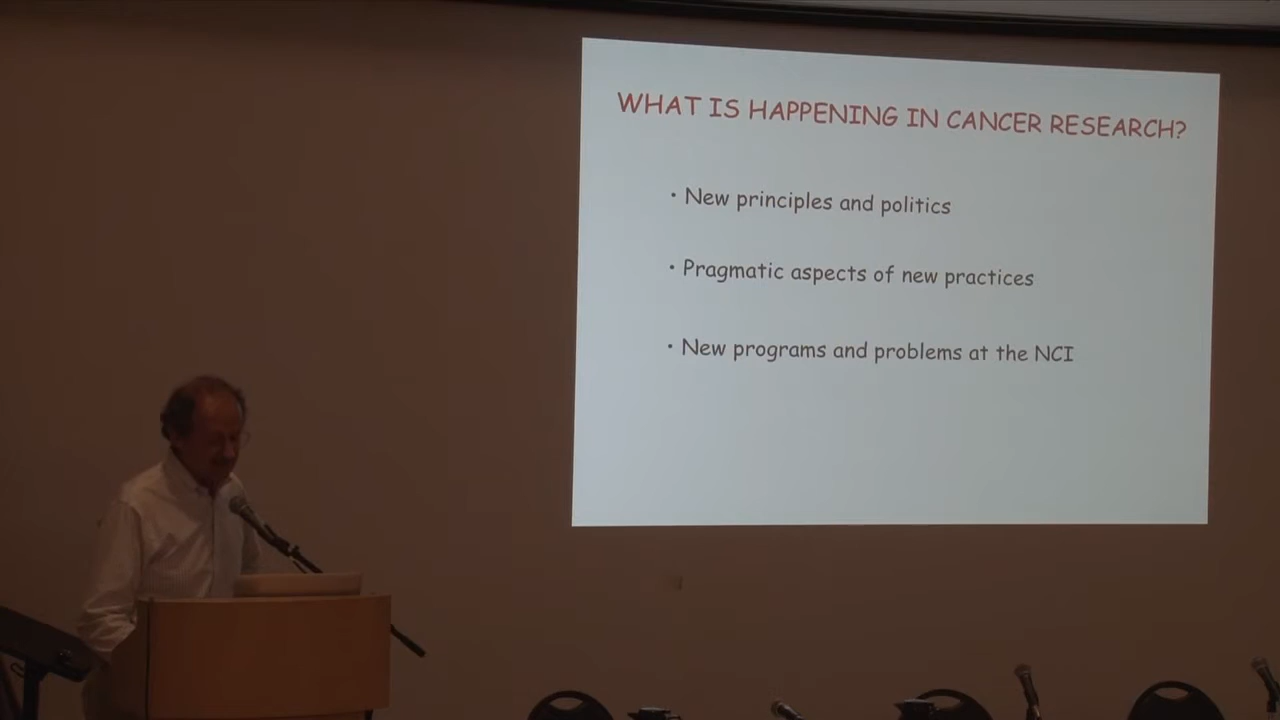 WHAT IS HAPPENING IN CANCER RESEARCH?
• New principles and politics
• Pragmatic aspects of new practices
• New programs and problems at the NCI